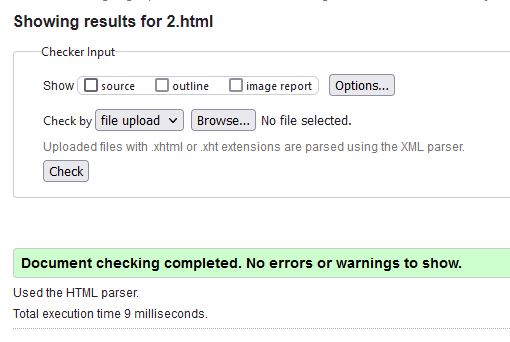 Showing results for 2.html
Checker Input
Show source outline image report Options...
Check by file upload Browse... No file selected.
Uploaded files with .xhtml or .xht extensions are parsed using the XML parser.
Check
Document checking completed. No errors or warnings to show.
Used the HTML parser.
Total execution time 9 milliseconds.